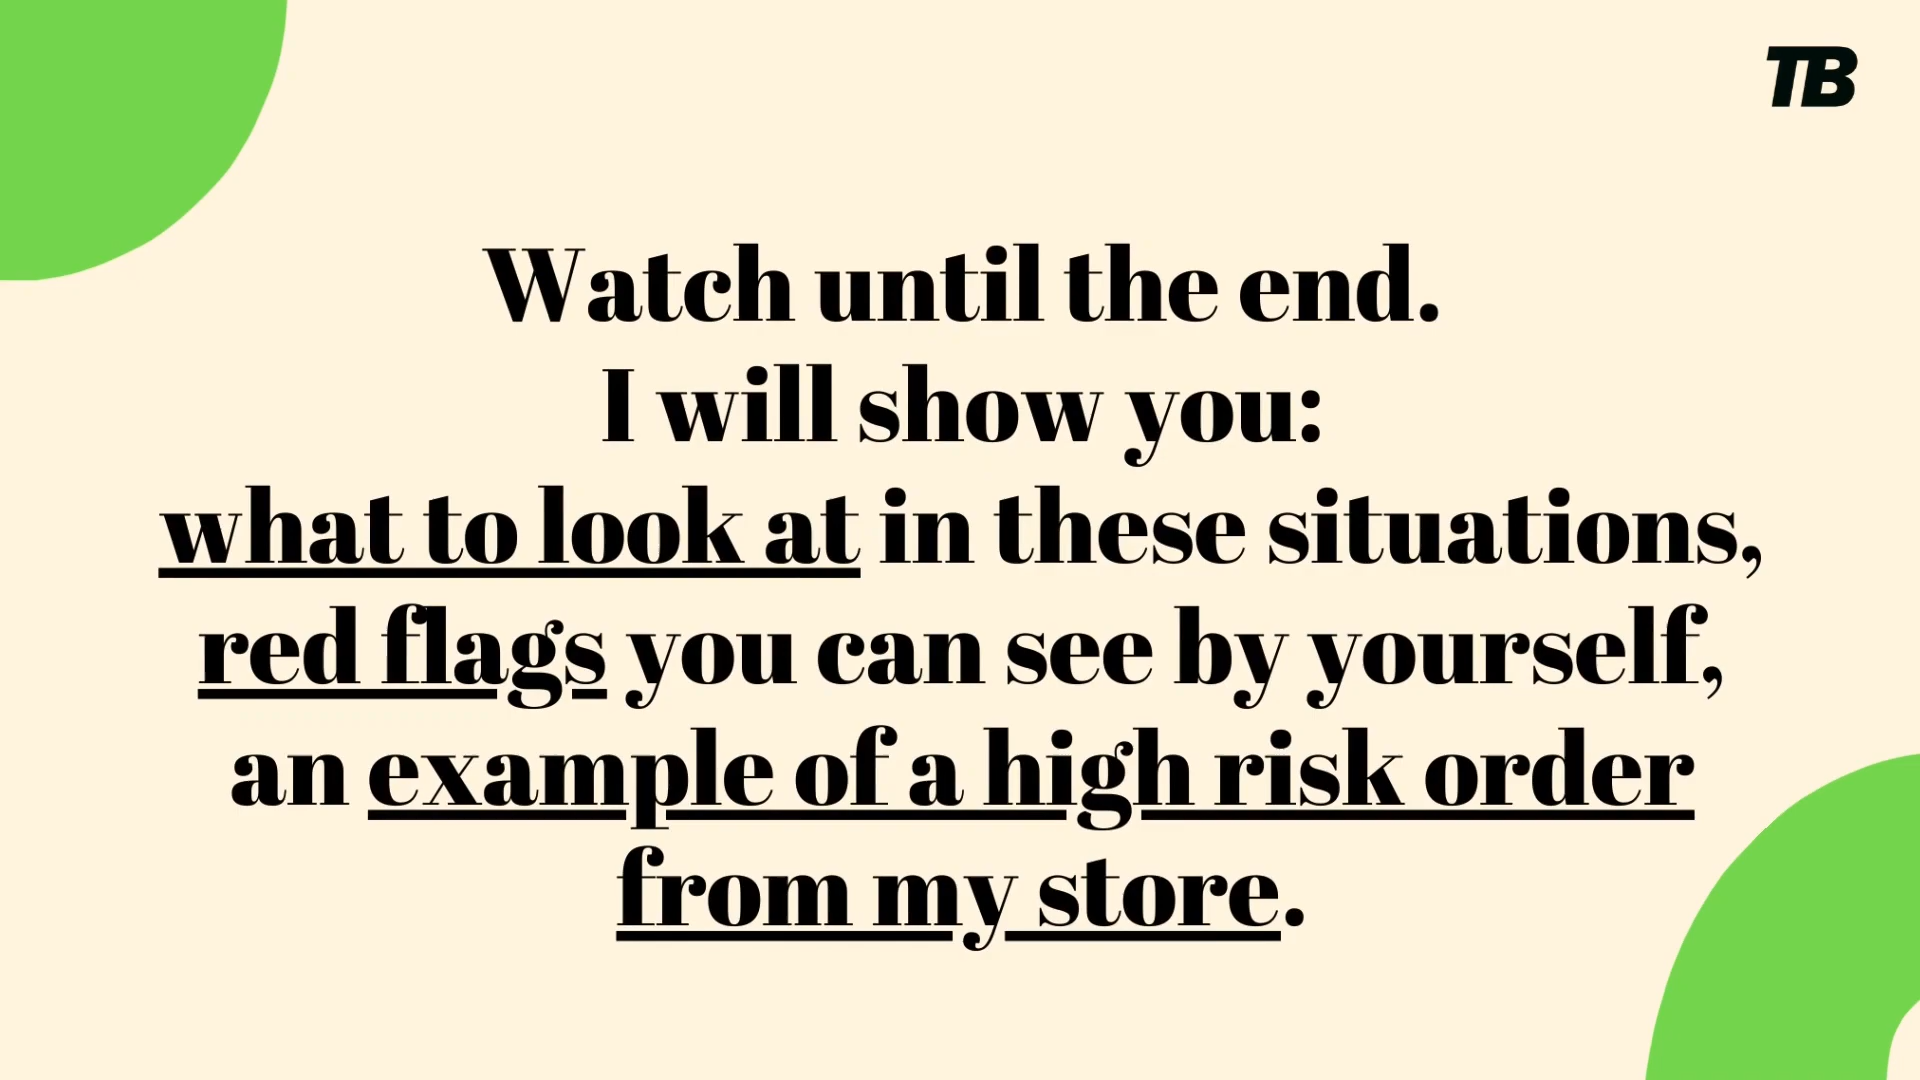 TB
Watch until the end.
I will show you:
what to look at in these situations,
red flags you can see by yourself,
an example of a high risk order
from my store.